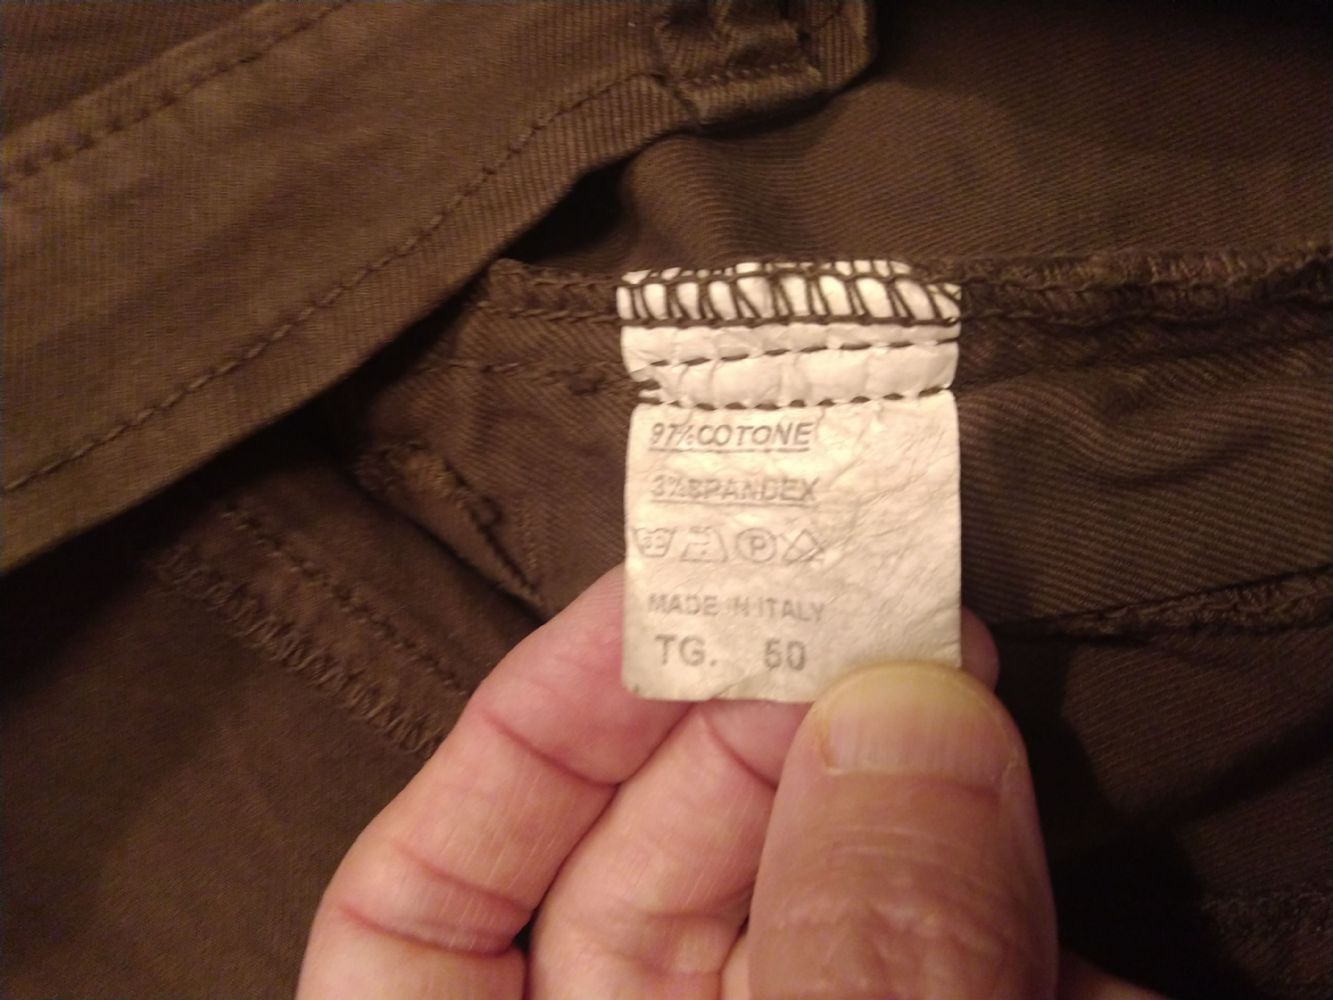 97%COTONE
3%SPANDEX
P
MADE IN ITALY
TG. 50